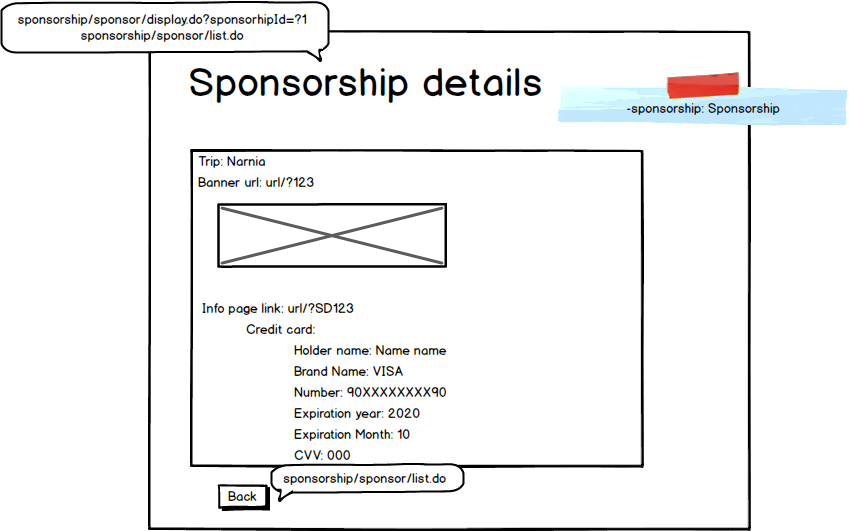 sponsorship/sponsor/display.do?sponsorhipId=?1
sponsorship/sponsor/list.do
Sponsorship details
-sponsorship: Sponsorship
Trip: Narnia
Banner url: url/?123
Info page link: url/?SD123
Credit card:
Holder name: Name name
Brand Name: VISA
Number: 90XXXXXXXX90
Expiration year: 2020
Expiration Month: 10
CVV: 000
sponsorship/sponsor/list.do
Back